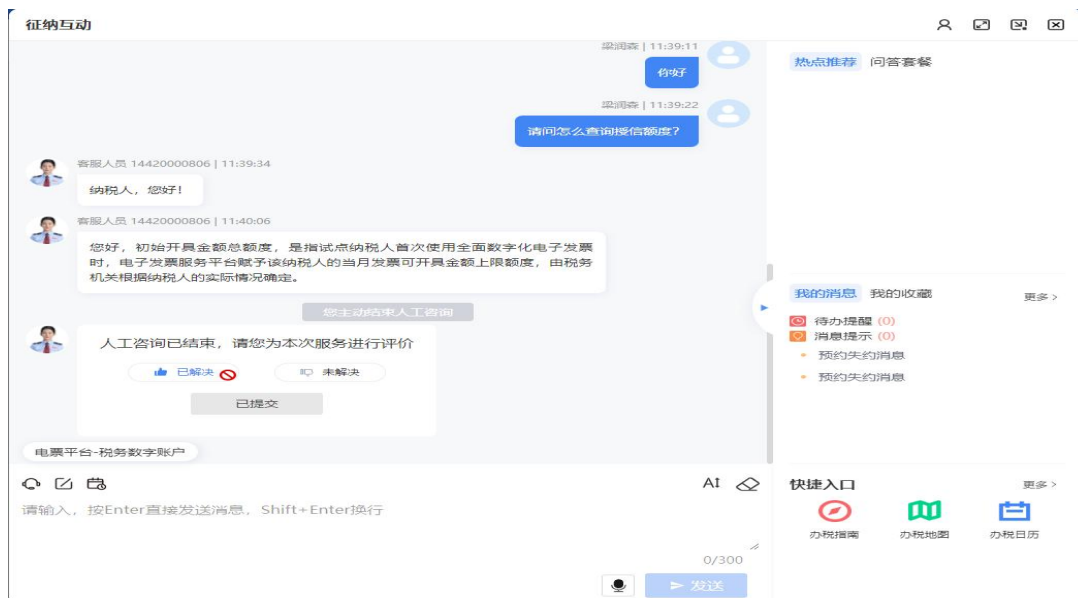 征纳互动
梁润森 | 11:39:11
你好
梁润森 | 11:39:22
请问怎么查询授信额度？
客服人员 14420000806 | 11:39:34
纳税人，您好！
客服人员 14420000806 | 11:40:06
您好，初始开具金额总额度，是指试点纳税人首次使用全面数字化电子发票
时，电子发票服务平台赋予该纳税人的当月发票可开具金额上限额度，由税务
机关根据纳税人的实际情况确定。
您主动结束人工咨询
人工咨询已结束，请您为本次服务进行评价
已解决
未解决
已提交
电票平台-税务数字账户
AI
请输入，按Enter直接发送消息，Shift+Enter换行
0/300
发送
热点推荐 问答套餐
我的消息 我的收藏 更多 >
待办提醒 (0)
消息提示 (0)
预约失约消息
预约失约消息
快捷入口 更多 >
办税指南 办税地图 办税日历